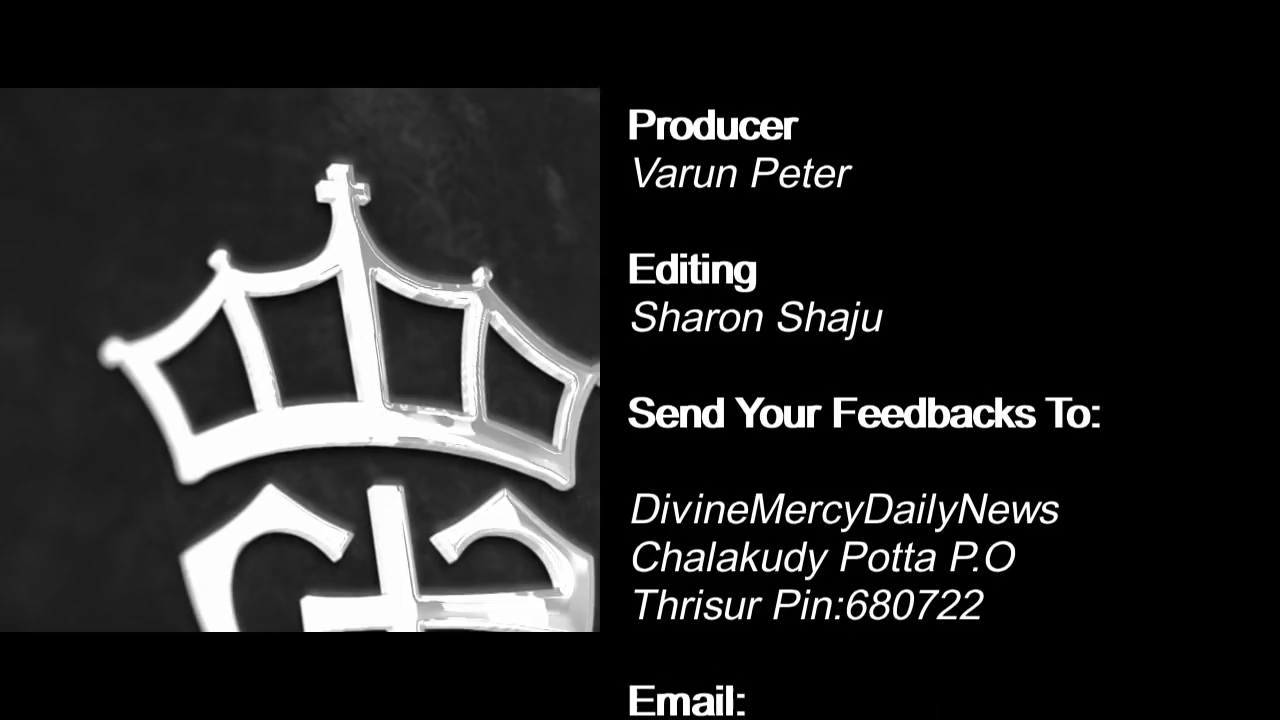 Producer
Varun Peter
Editing
Sharon Shaju
Send Your Feedbacks To:
DivineMercyDailyNews
Chalakudy Potta P.O
Thrisur Pin:680722
Email: